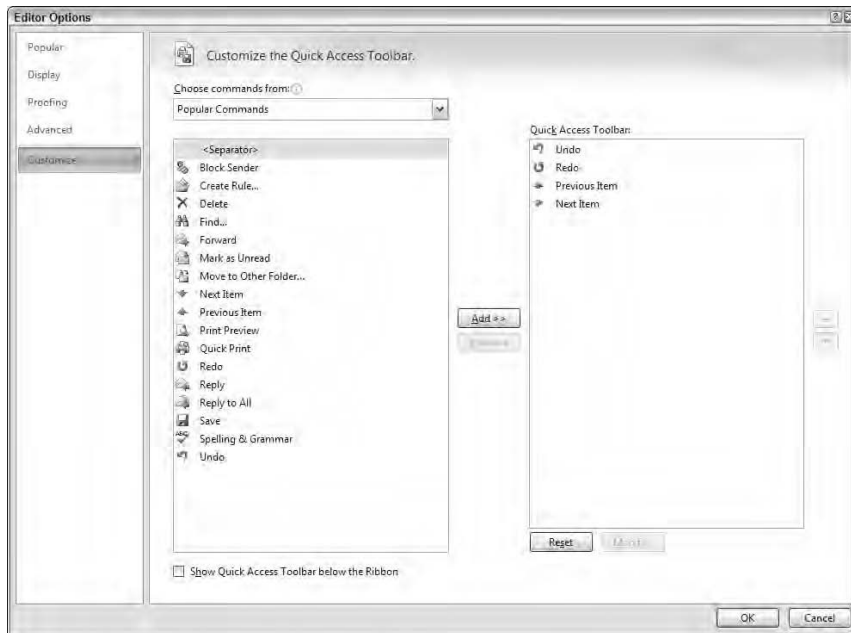 Editor Options
Popular
Display
Proofing
Advanced
Customize
Customize the Quick Access Toolbar.
Choose commands from:
Popular Commands
<Separator>
Block Sender
Create Rule...
Delete
Find...
Forward
Mark as Unread
Move to Other Folder...
Next Item
Previous Item
Print Preview
Quick Print
Redo
Reply
Reply to All
Save
Spelling & Grammar
Undo
Show Quick Access Toolbar below the Ribbon
Add >>
Remove
Quick Access Toolbar:
Undo
Redo
Previous Item
Next Item
Reset
OK
Cancel